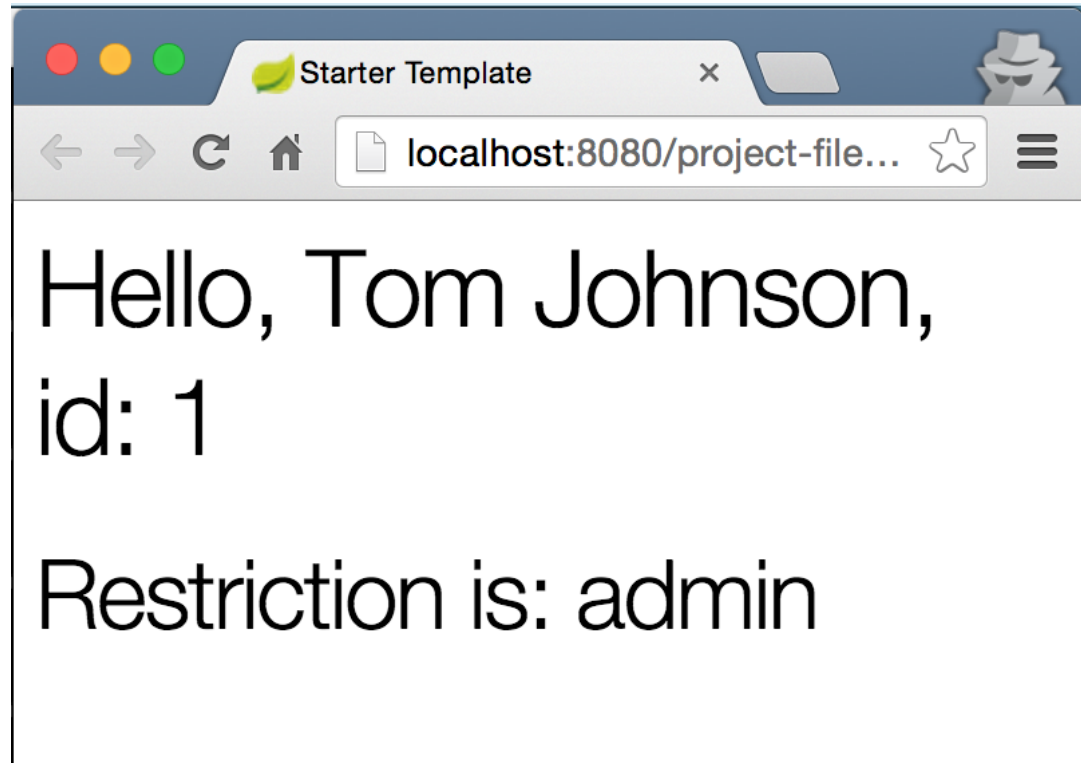 Starter Template
localhost:8080/project-file...
Hello, Tom Johnson,
id: 1
Restriction is: admin